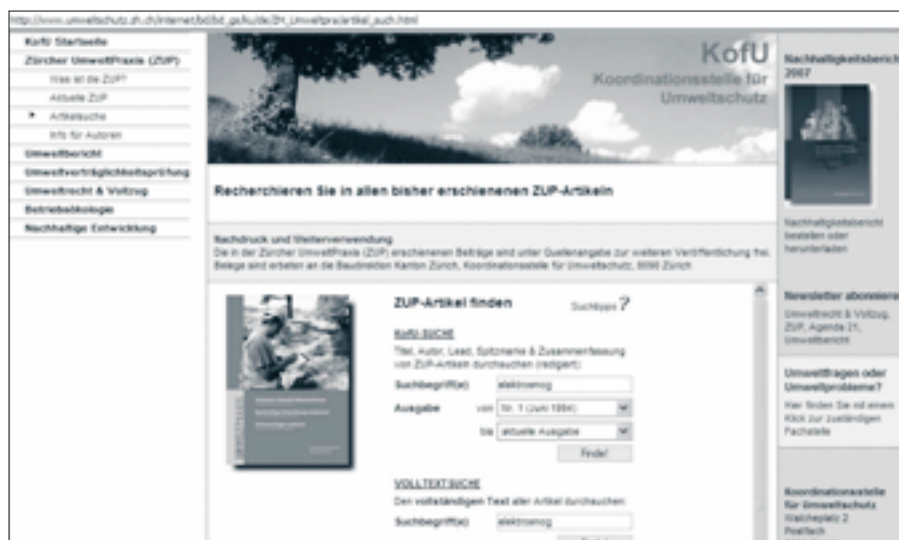 http://www.umweltschutz.zh.ch/internet/bd/bd_gs/ku/de/ZH_Umweltpra/artikel_such.html
KofU Startseite
Zürcher UmweltPraxis (ZUP)
Was ist die ZUP?
Aktuelle ZUP
Artikelsuche
Info für Autoren
Umweltbericht
Umweltverträglichkeitsprüfung
Umweltrecht & Vollzug
Betriebsökologie
Nachhaltige Entwicklung
KofU
Koordinationsstelle für
Umweltschutz
Recherchieren Sie in allen bisher erschienenen ZUP-Artikeln
Nachdruck und Weiterverwendung
Die in der Zürcher UmweltPraxis (ZUP) erschienenen Beiträge sind unter Quellenangabe zur weiteren Veröffentlichung frei.
Belege sind erbeten an die Baudirektion Kanton Zürich, Koordinationsstelle für Umweltschutz, 8090 Zürich
ZUP-Artikel finden Suchtipps ?
KofU-SUCHE
Titel, Autor, Lead, Spitzmarke & Zusammenfassung
von ZUP-Artikeln durchsuchen (redigiert):
Suchbegriff(e) elektrosmog
Ausgabe von Nr. 1 (Juni 1994)
bis aktuelle Ausgabe
Finde!
VOLLTEXTSUCHE
Den vollständigen Text aller Artikel durchsuchen:
Suchbegriff(e) elektrosmog
Nachhaltigkeitsbericht
2007
Nachhaltigkeitsbericht
bestellen oder
herunterladen
Newsletter abonniere
Umweltrecht & Vollzug,
ZUP, Agenda 21,
Umweltbericht
Umweltfragen oder
Umweltprobleme?
Hier finden Sie mit einem
Klick zur zuständigen
Fachstelle
Koordinationsstelle
für Umweltschutz
Walcheplatz 2
Postfach